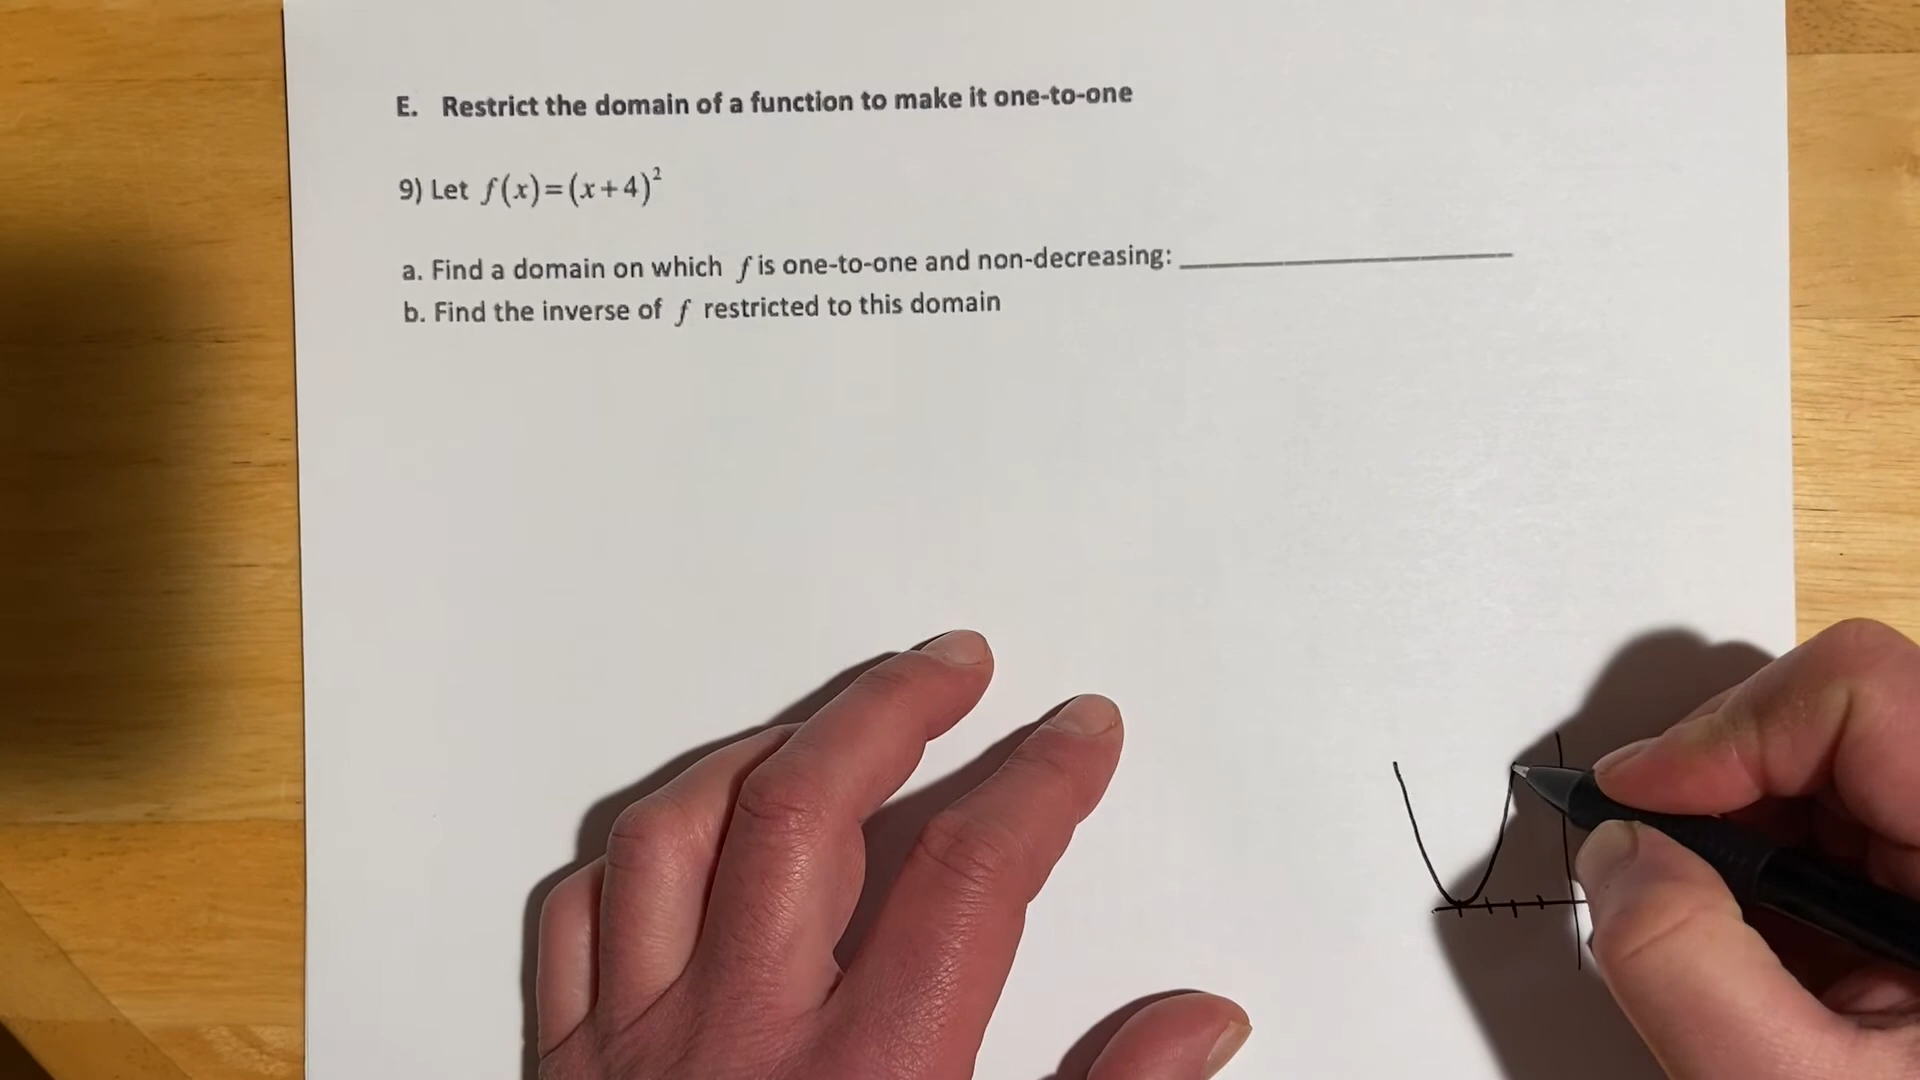 E. Restrict the domain of a function to make it one-to-one
9) Let f(x)=(x+4)²
a. Find a domain on which f is one-to-one and non-decreasing: ____________________
b. Find the inverse of f restricted to this domain